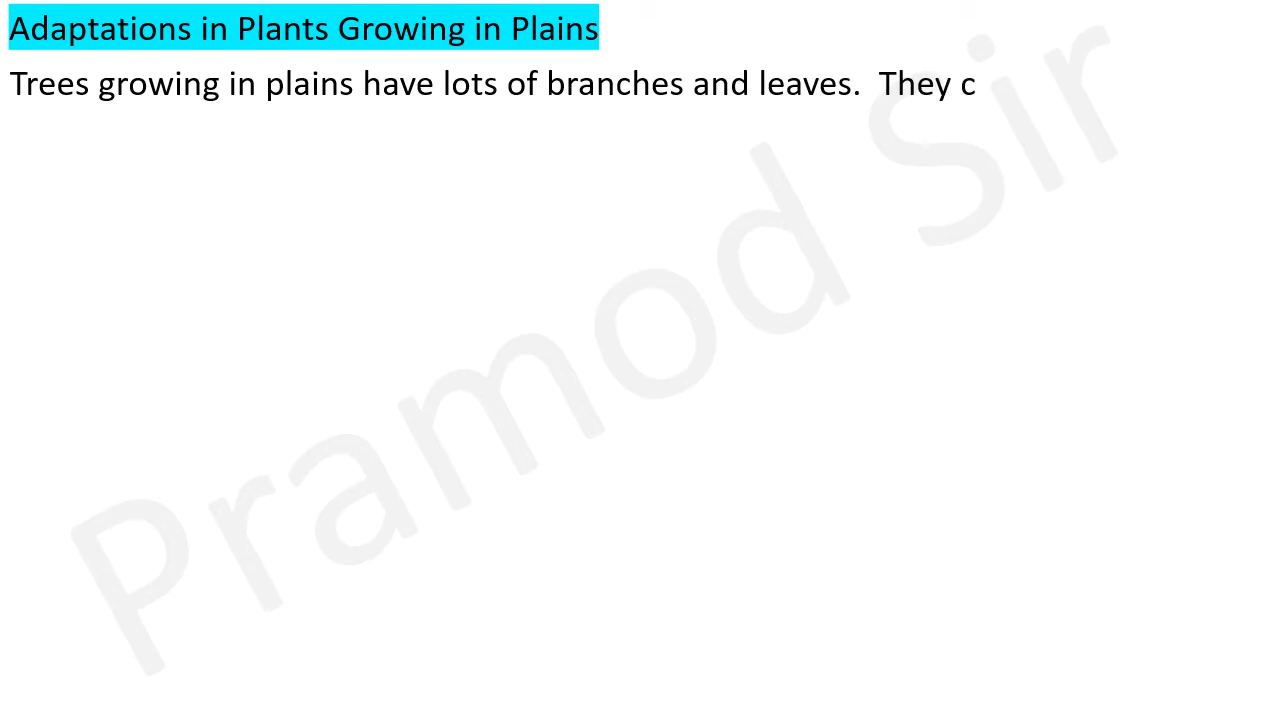 Adaptations in Plants Growing in Plains
Trees growing in plains have lots of branches and leaves.  They c
Pramod Sir